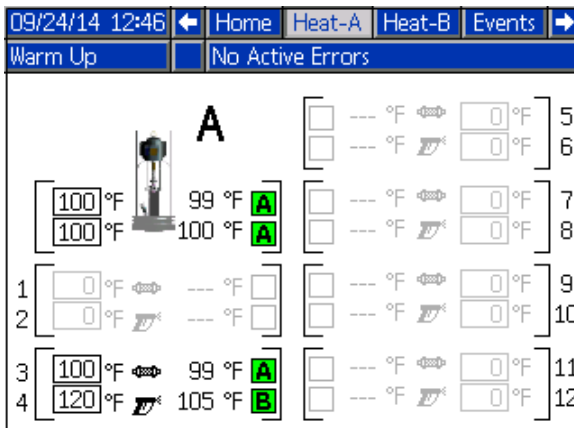 09/24/14 12:46 Home Heat-A Heat-B Events
Warm Up No Active Errors
A
--- °F 0 °F 5
--- °F 0 °F 6
100 °F 99 °F A --- °F 0 °F 7
100 °F 100 °F A --- °F 0 °F 8
1 0 °F --- °F --- °F 0 °F 9
2 0 °F --- °F --- °F 0 °F 10
3 100 °F 99 °F A --- °F 0 °F 11
4 120 °F 105 °F B --- °F 0 °F 12